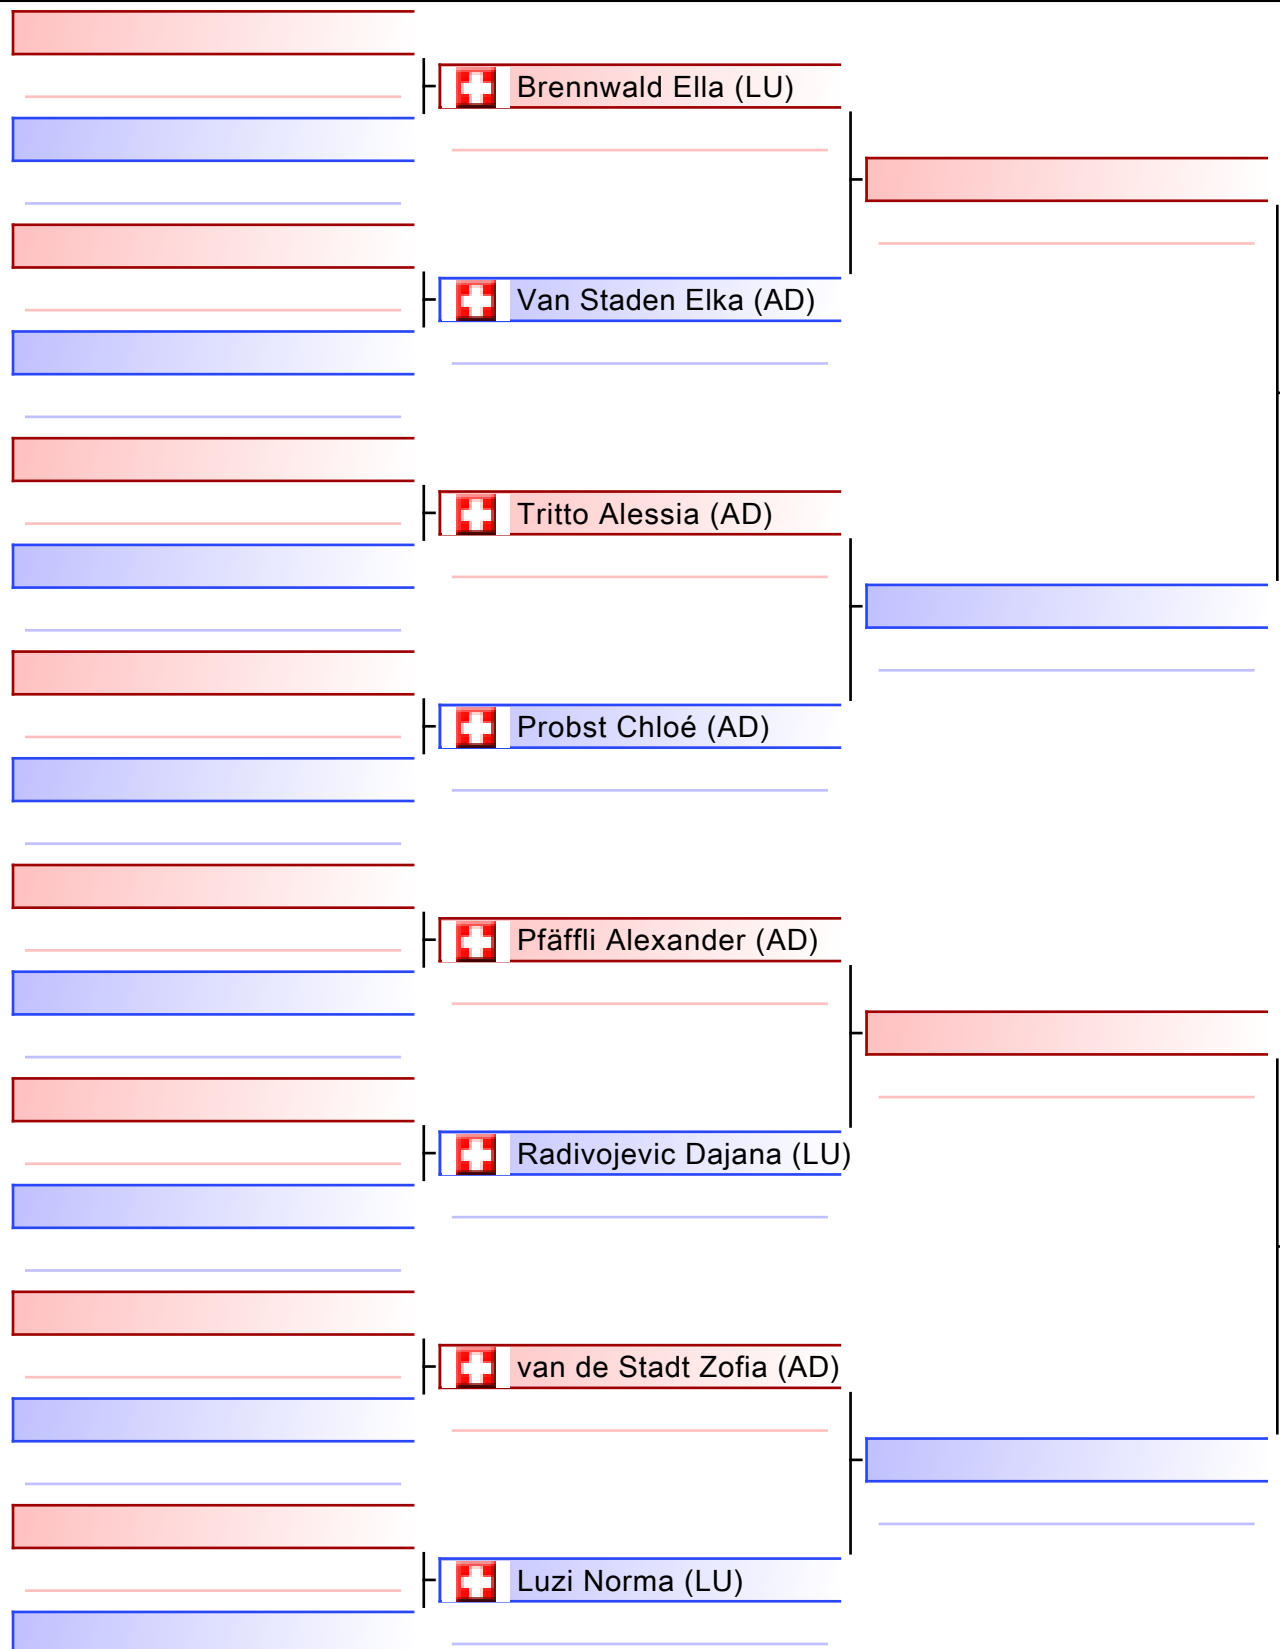 Brennwald Ella (LU)
Van Staden Elka (AD)
Tritto Alessia (AD)
Probst Chloé (AD)
Pfäffli Alexander (AD)
Radivojevic Dajana (LU)
van de Stadt Zofia (AD)
Luzi Norma (LU)